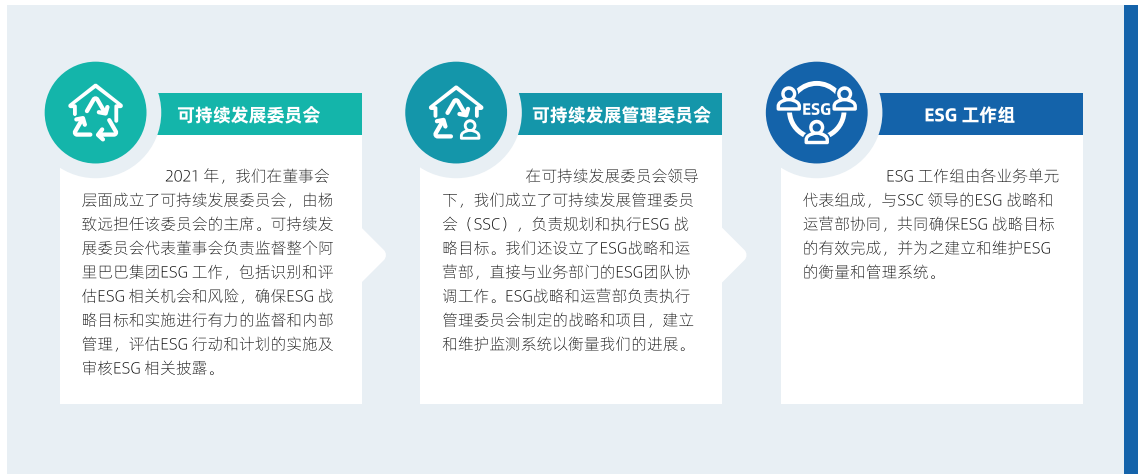 可持续发展委员会
2021 年，我们在董事会
层面成立了可持续发展委员会，由杨
致远担任该委员会的主席。可持续发
展委员会代表董事会负责监督整个阿
里巴巴集团ESG 工作，包括识别和评
估ESG 相关机会和风险，确保ESG 战
略目标和实施进行有力的监督和内部
管理，评估ESG 行动和计划的实施及
审核ESG 相关披露。
可持续发展管理委员会
在可持续发展委员会领导
下，我们成立了可持续发展管理委员
会（SSC），负责规划和执行ESG 战
略目标。我们还设立了ESG战略和运
营部，直接与业务部门的ESG团队协
调工作。ESG战略和运营部负责执行
管理委员会制定的战略和项目，建立
和维护监测系统以衡量我们的进展。
ESG
ESG 工作组
ESG 工作组由各业务单元
代表组成，与SSC 领导的ESG 战略和
运营部协同，共同确保ESG 战略目标
的有效完成，并为之建立和维护ESG
的衡量和管理系统。